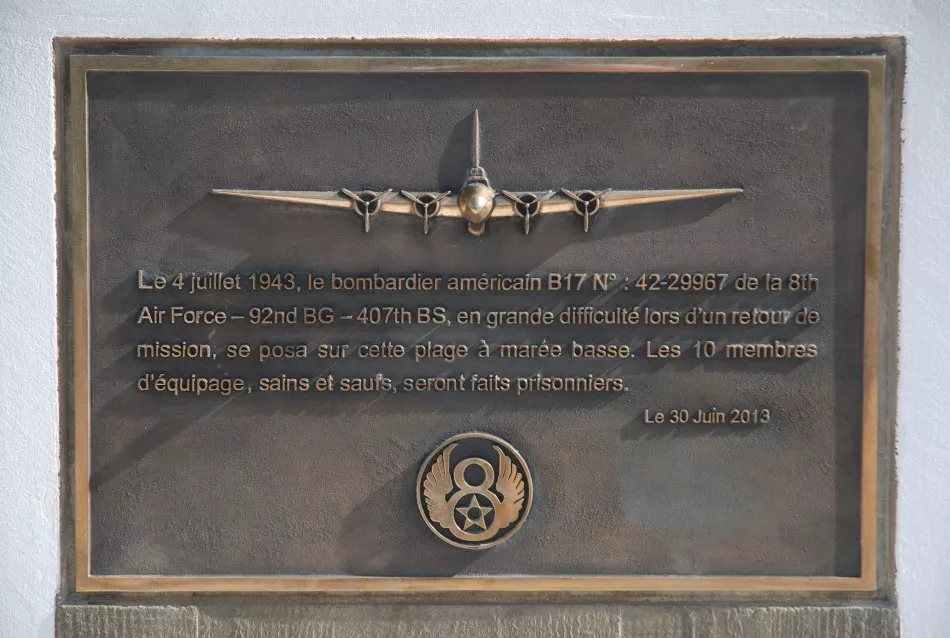 Le 4 juillet 1943, le bombardier américain B17 N° : 42-29967 de la 8th
Air Force – 92nd BG – 407th BS, en grande difficulté lors d'un retour de
mission, se posa sur cette plage à marée basse. Les 10 membres
d'équipage, sains et saufs, seront faits prisonniers.
Le 30 Juin 2013
8